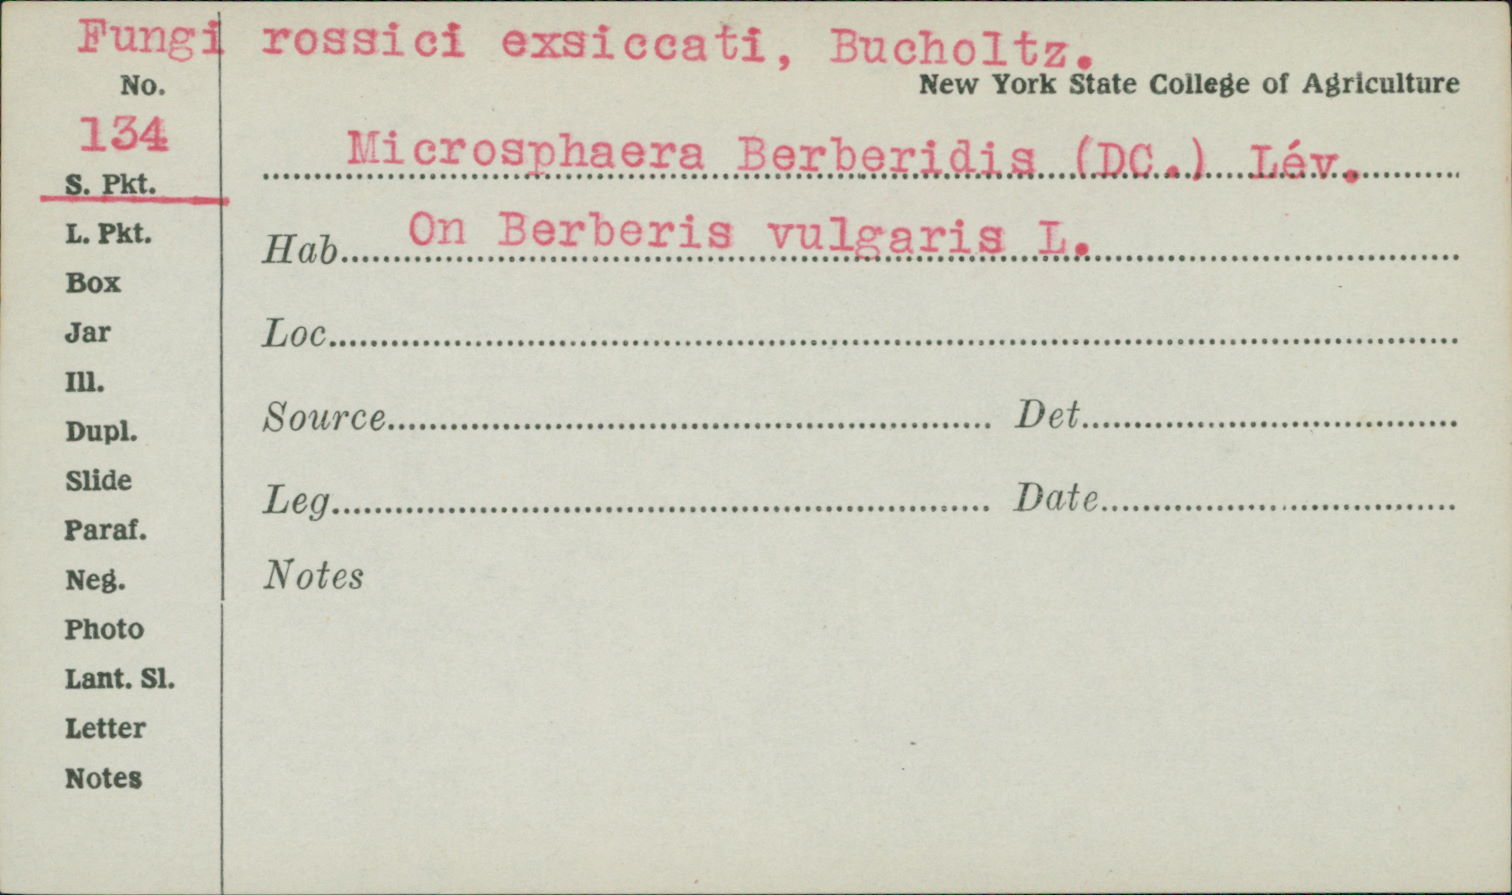 Fungi rossici exsiccati, Bucholtz.
No.
New York State College of Agriculture
134
Microsphaera Berberidis (DC.) Lév.
S. Pkt.
L. Pkt.
Hab. On Berberis vulgaris L.
Box
Jar
Loc.
Ill.
Dupl.
Source Det.
Slide
Leg. Date
Paraf.
Neg.
Notes
Photo
Lant. Sl.
Letter
Notes